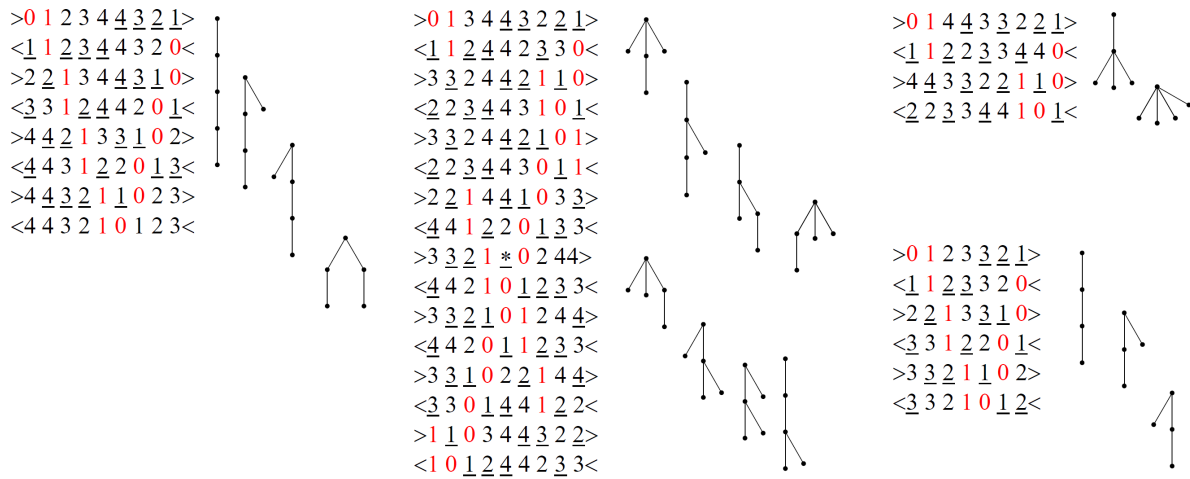 >0 1 2 3 4 4 3 2 1>
<1 1 2 3 4 4 3 2 0<
>2 2 1 3 4 4 3 1 0>
<3 3 1 2 4 4 2 0 1<
>4 4 2 1 3 3 1 0 2>
<4 4 3 1 2 2 0 1 3<
>4 4 3 2 1 1 0 2 3>
<4 4 3 2 1 0 1 2 3<
>0 1 3 4 4 3 2 2 1>
<1 1 2 4 4 2 3 3 0<
>3 3 2 4 4 2 1 1 0>
<2 2 3 4 4 3 1 0 1<
>3 3 2 4 4 2 1 0 1>
<2 2 3 4 4 3 0 1 1<
>2 2 1 4 4 1 0 3 3>
<4 4 1 2 2 0 1 3 3<
>3 3 2 1 * 0 2 44>
<4 4 2 1 0 1 2 3 3<
>3 3 2 1 0 1 2 4 4>
<4 4 2 0 1 1 2 3 3<
>3 3 1 0 2 2 1 4 4>
<3 3 0 1 4 4 1 2 2<
>1 1 0 3 4 4 3 2 2>
<1 0 1 2 4 4 2 3 3<
>0 1 4 4 3 3 2 2 1>
<1 1 2 2 3 3 4 4 0<
>4 4 3 3 2 2 1 1 0>
<2 2 3 3 4 4 1 0 1<
>0 1 2 3 3 2 1>
<1 1 2 3 3 2 0<
>2 2 1 3 3 1 0>
<3 3 1 2 2 0 1<
>3 3 2 1 1 0 2>
<3 3 2 1 0 1 2<